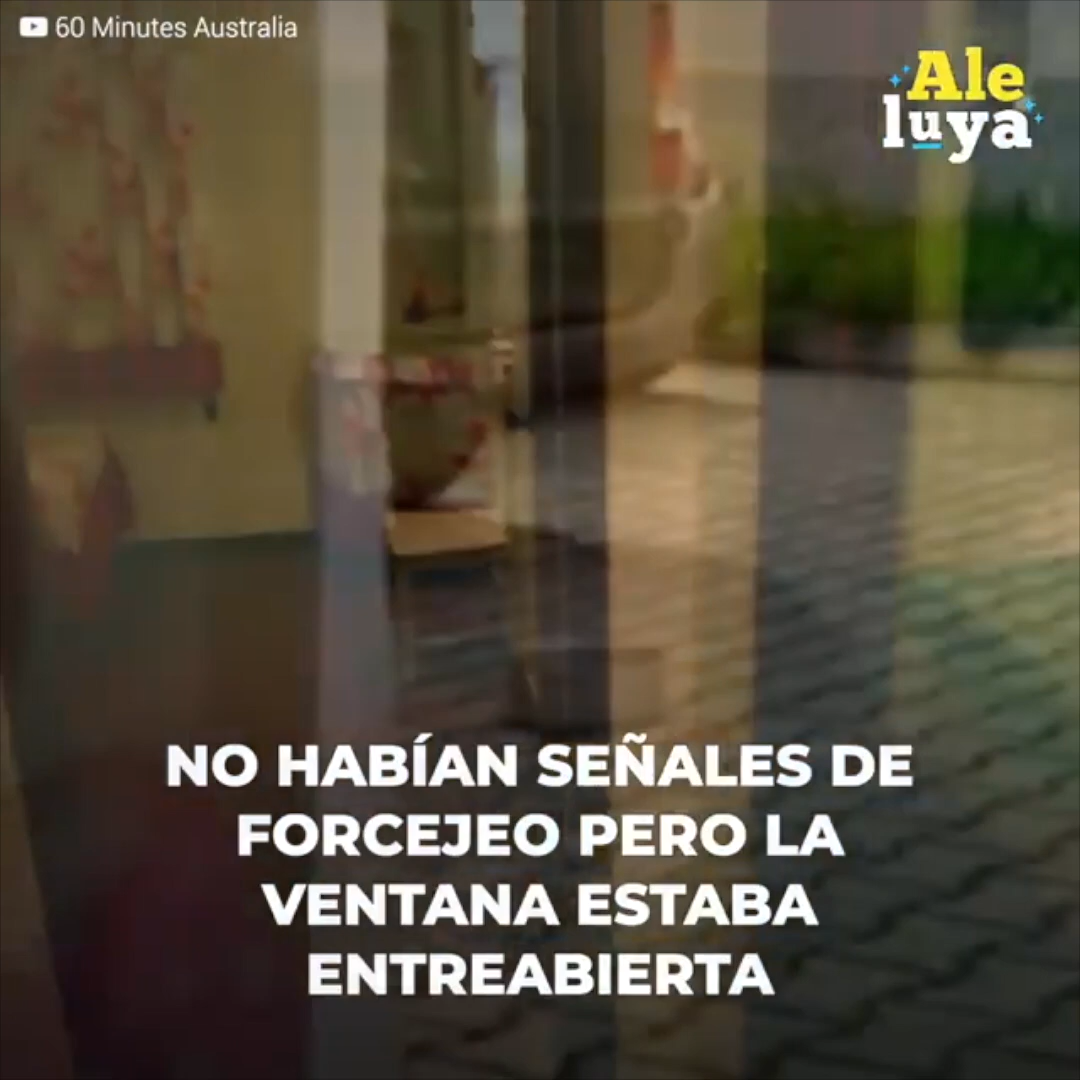 60 Minutes Australia
Ale
luya
NO HABÍAN SEÑALES DE
FORCEJEO PERO LA
VENTANA ESTABA
ENTREABIERTA